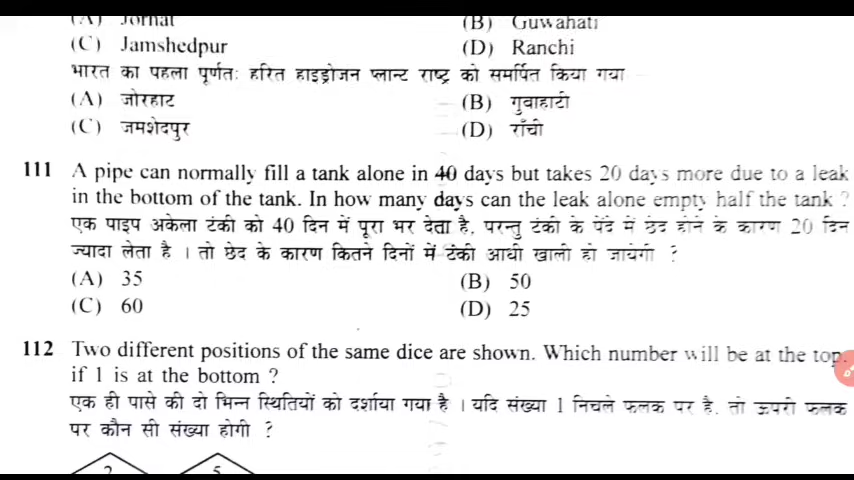 (A) Jorhat (B) Guwahati
(C) Jamshedpur (D) Ranchi
भारत का पहला पूर्णतः हरित हाइड्रोजन प्लान्ट राष्ट्र को समर्पित किया गया
(A) जोरहाट (B) गुवाहाटी
(C) जमशेदपुर (D) राँची
111 A pipe can normally fill a tank alone in 40 days but takes 20 days more due to a leak
in the bottom of the tank. In how many days can the leak alone empty half the tank ?
एक पाइप अकेला टंकी को 40 दिन में पूरा भर देता है, परन्तु टंकी के पेंदे में छेद होने के कारण 20 दिन
ज्यादा लेता है । तो छेद के कारण कितने दिनों में टंकी आधी खाली हो जायेगी ?
(A) 35 (B) 50
(C) 60 (D) 25
112 Two different positions of the same dice are shown. Which number will be at the top,
if 1 is at the bottom ?
एक ही पासे की दो भिन्न स्थितियों को दर्शाया गया है । यदि संख्या 1 निचले फलक पर है, तो ऊपरी फलक
पर कौन सी संख्या होगी ?
2 5